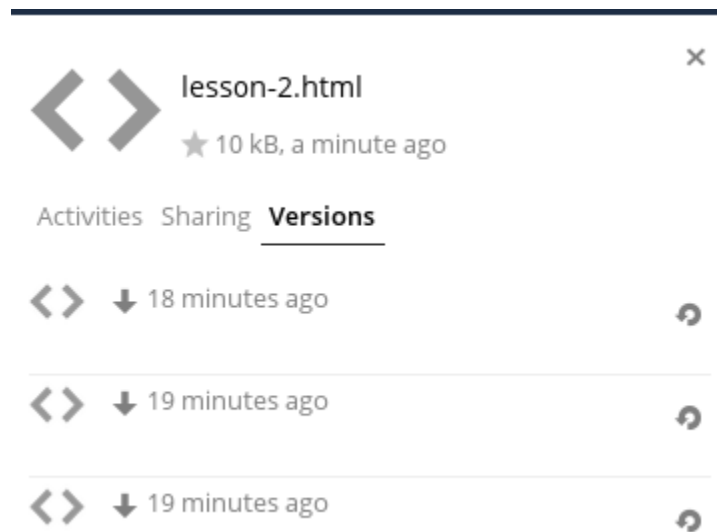 lesson-2.html
10 kB, a minute ago
Activities Sharing Versions
18 minutes ago
19 minutes ago
19 minutes ago